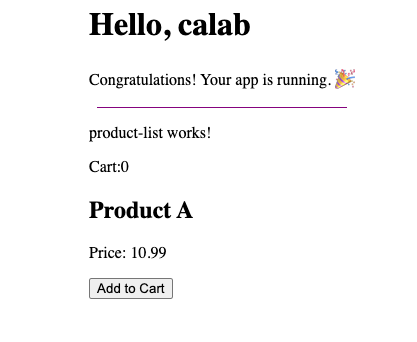 Hello, calab
Congratulations! Your app is running. 🎉
product-list works!
Cart:0
Product A
Price: 10.99
Add to Cart